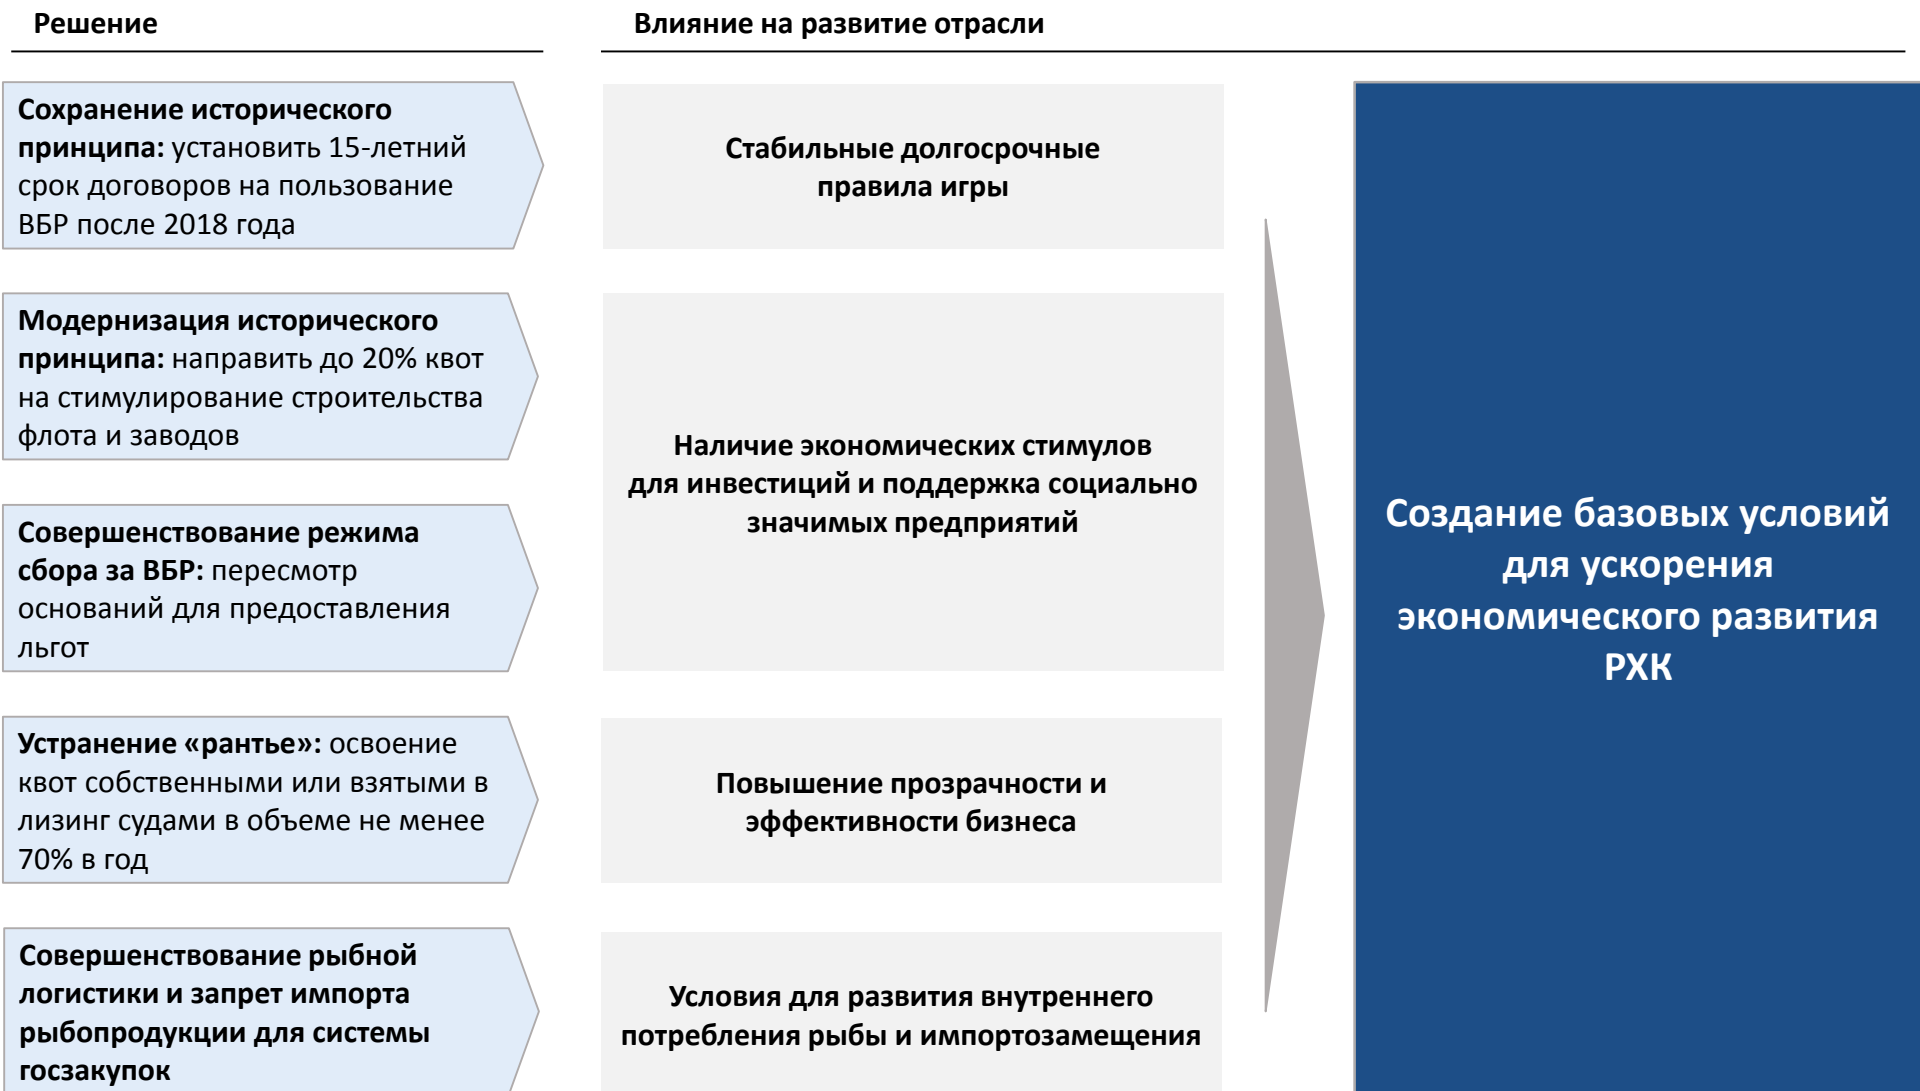 Решение
Влияние на развитие отрасли
Сохранение исторического
принципа: установить 15-летний
срок договоров на пользование
ВБР после 2018 года
Стабильные долгосрочные
правила игры
Модернизация исторического
принципа: направить до 20% квот
на стимулирование строительства
флота и заводов
Наличие экономических стимулов
для инвестиций и поддержка социально
значимых предприятий
Совершенствование режима
сбора за ВБР: пересмотр
оснований для предоставления
льгот
Устранение «рантье»: освоение
квот собственными или взятыми в
лизинг судами в объеме не менее
70% в год
Повышение прозрачности и
эффективности бизнеса
Совершенствование рыбной
логистики и запрет импорта
рыбопродукции для системы
госзакупок
Условия для развития внутреннего
потребления рыбы и импортозамещения
Создание базовых условий
для ускорения
экономического развития
РХК